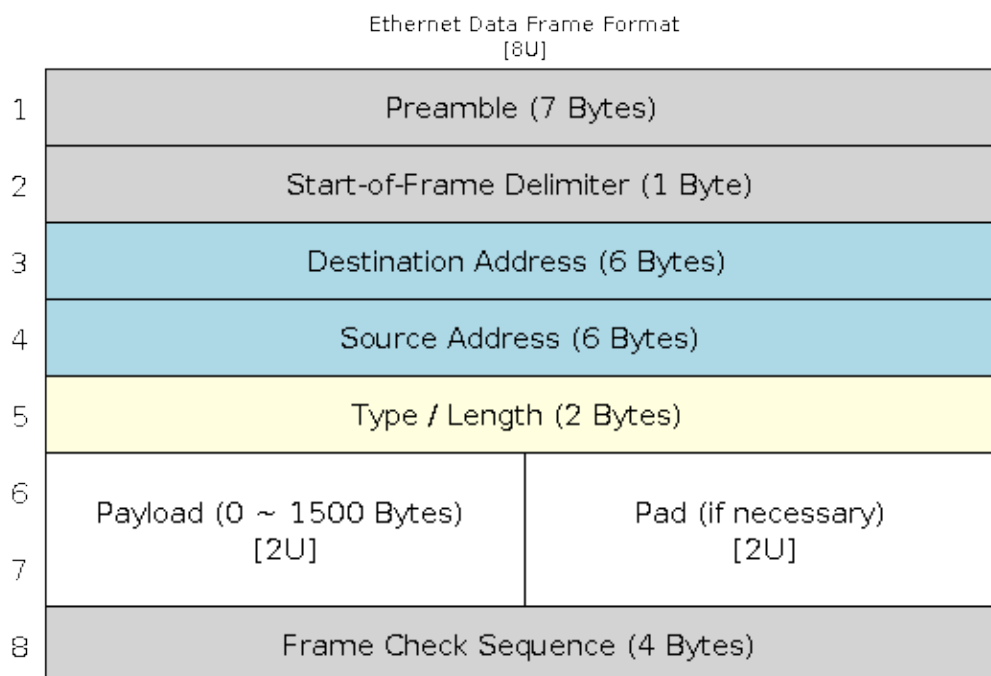 Ethernet Data Frame Format
[8U]
1
Preamble (7 Bytes)
2
Start-of-Frame Delimiter (1 Byte)
3
Destination Address (6 Bytes)
4
Source Address (6 Bytes)
5
Type / Length (2 Bytes)
6
Payload (0 ~ 1500 Bytes)
[2U]
Pad (if necessary)
[2U]
7
8
Frame Check Sequence (4 Bytes)